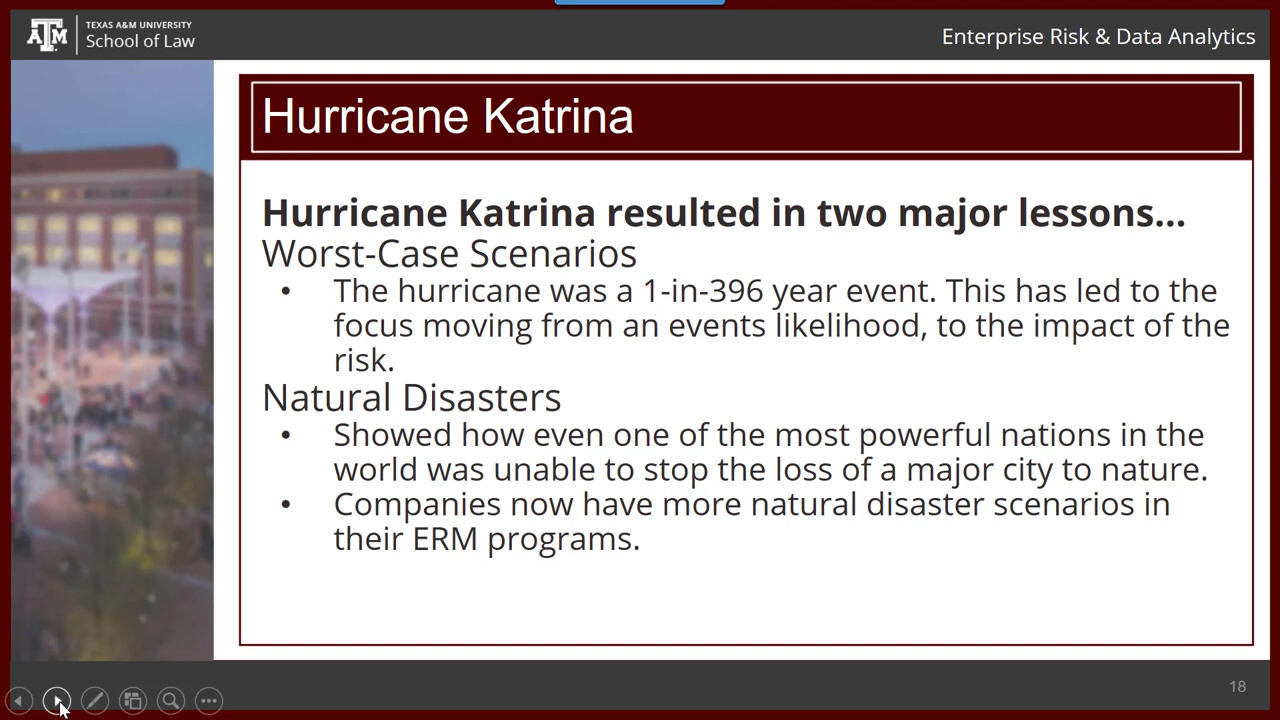 TEXAS A&M UNIVERSITY
School of Law
Enterprise Risk & Data Analytics
Hurricane Katrina
Hurricane Katrina resulted in two major lessons...
Worst-Case Scenarios
• The hurricane was a 1-in-396 year event. This has led to the
focus moving from an events likelihood, to the impact of the
risk.
Natural Disasters
• Showed how even one of the most powerful nations in the
world was unable to stop the loss of a major city to nature.
• Companies now have more natural disaster scenarios in
their ERM programs.
18